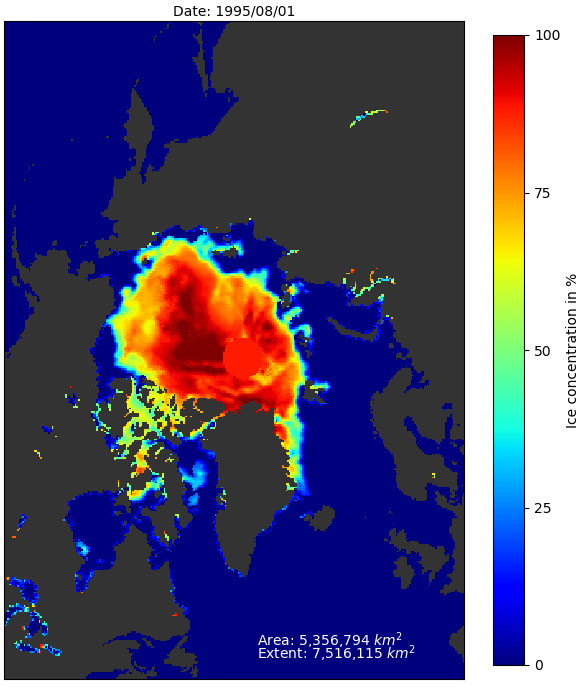 Date: 1995/08/01
100
75
50
25
0
Ice concentration in %
Area: 5,356,794 km²
Extent: 7,516,115 km²